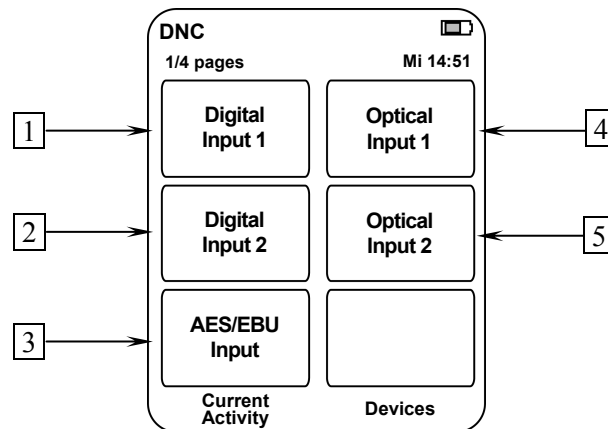 DNC
1/4 pages
Mi 14:51
1
Digital
Input 1
Optical
Input 1
4
2
Digital
Input 2
Optical
Input 2
5
3
AES/EBU
Input
Current
Activity
Devices